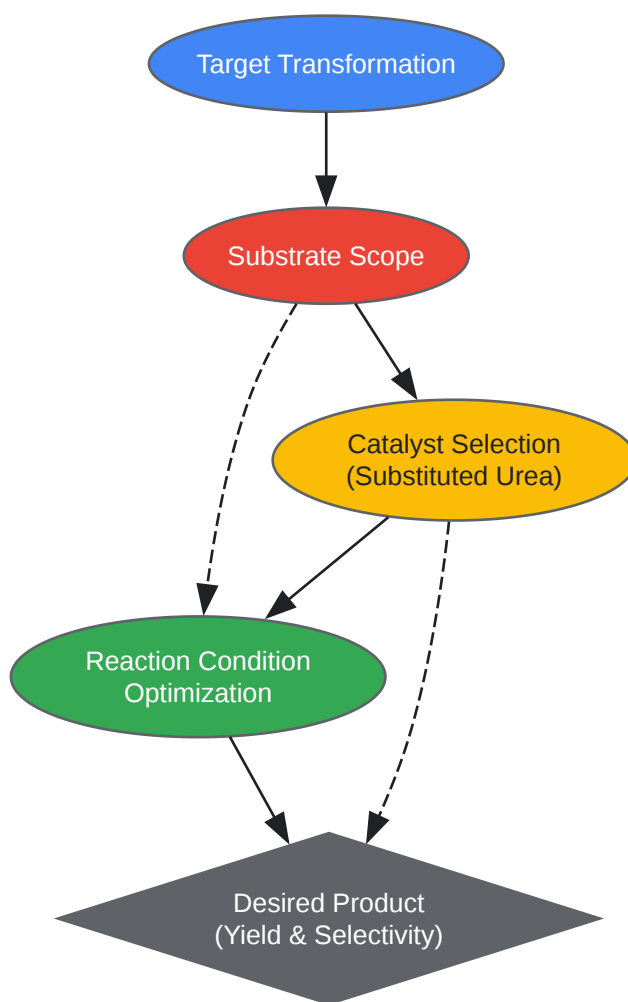 Target Transformation
Substrate Scope
Catalyst Selection
(Substituted Urea)
Reaction Condition
Optimization
Desired Product
(Yield & Selectivity)